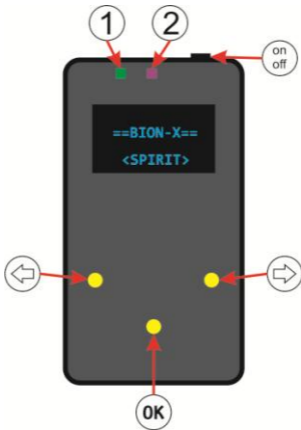 1
2
on
off
==BION-X==
<SPIRIT>
OK